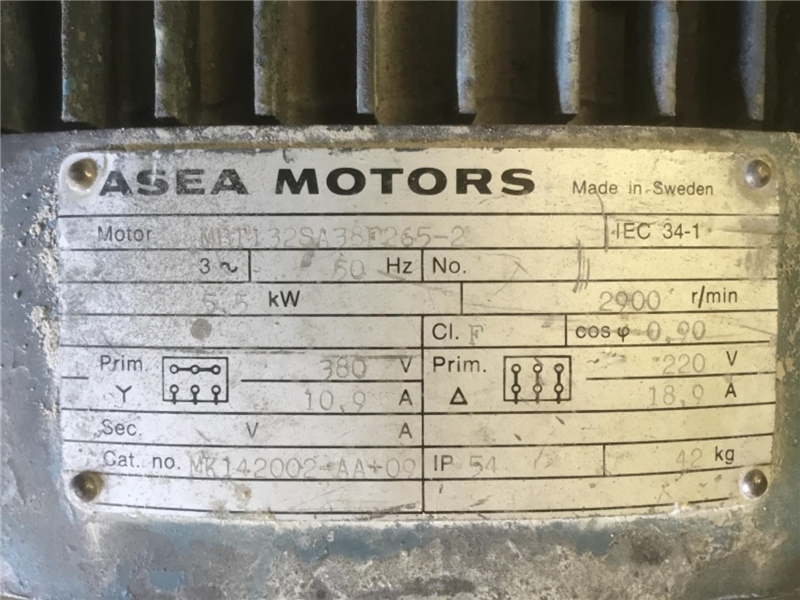 ASEA MOTORS Made in Sweden
Motor MBT132SA38F265-2 IEC 34-1
3 ~ 50 Hz No.
5,5 kW 2900 r/min
Cl. F cos φ 0,90
Prim. 380 V Prim. 220 V
Y 10,9 A Δ 18,9 A
Sec. V A
Cat. no. MK142002-AA+09 IP 54 42 kg